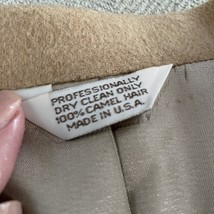 PROFESSIONALLY
DRY CLEAN ONLY
100% CAMEL HAIR
MADE IN U.S.A.